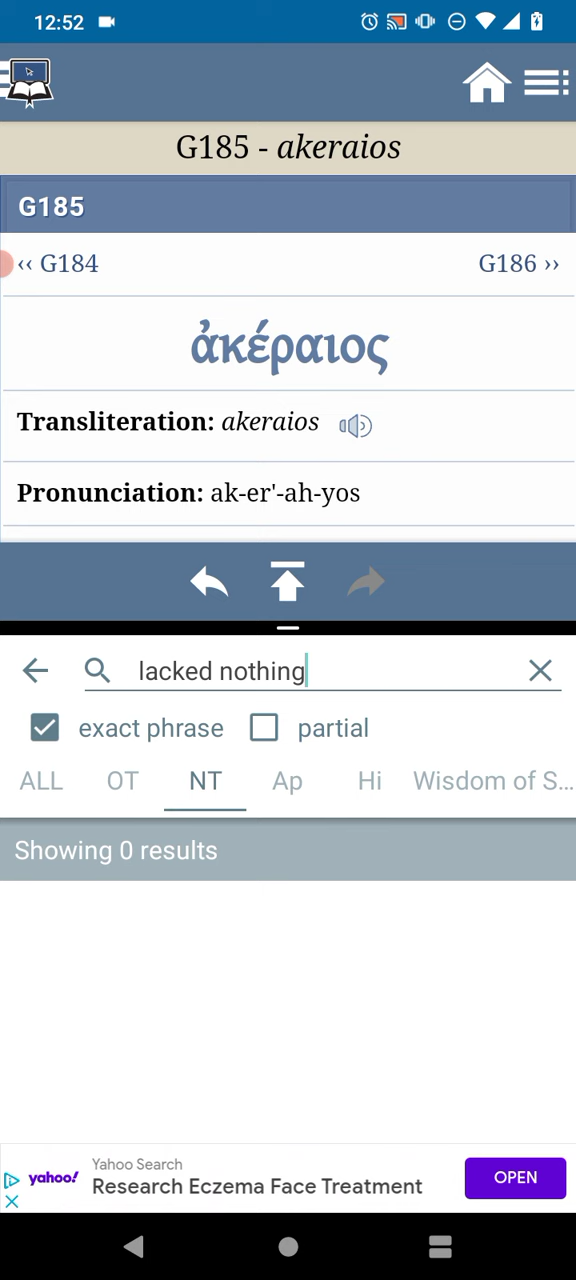 12:52
G185 - akeraios
G185
‹‹ G184
G186 ››
ἀκέραιος
Transliteration: akeraios
Pronunciation: ak-er'-ah-yos
lacked nothing
exact phrase
partial
ALL OT NT Ap Hi Wisdom of S...
Showing 0 results
yahoo!
Yahoo Search
Research Eczema Face Treatment
OPEN